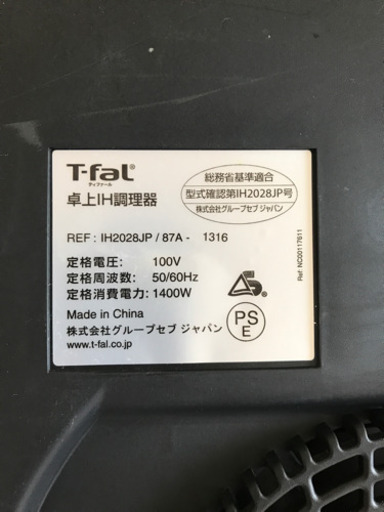 T-fal
ティファール
卓上IH調理器
総務省基準適合
型式確認第IH2028JP号
株式会社グループセブ ジャパン
REF : IH2028JP / 87A - 1316
定格電圧: 100V
定格周波数: 50/60Hz
定格消費電力: 1400W
Made in China
株式会社グループセブ ジャパン
www.t-fal.co.jp
PS
E
Ref: NC00117611